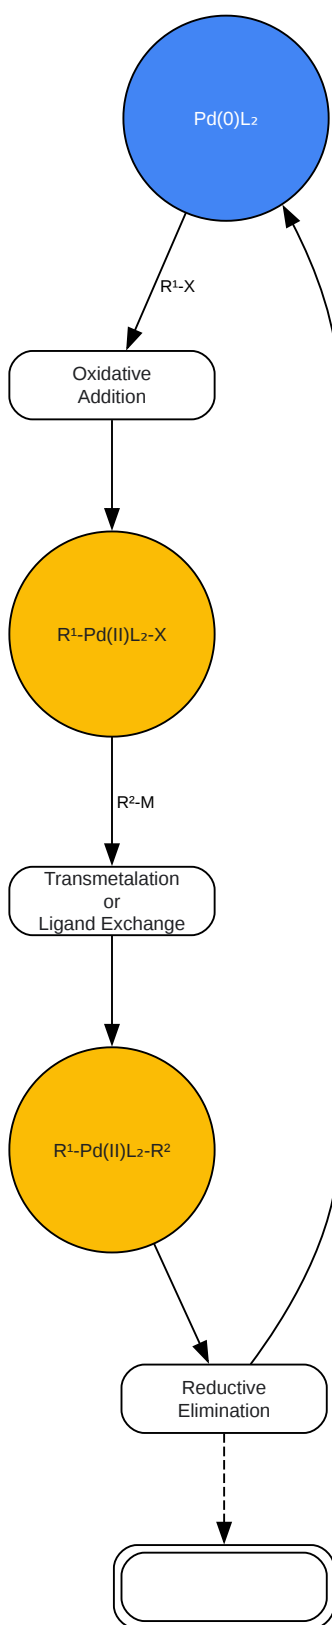 Pd(0)L₂
R¹-X
Oxidative
Addition
R¹-Pd(II)L₂-X
R²-M
Transmetalation
or
Ligand Exchange
R¹-Pd(II)L₂-R²
Reductive
Elimination